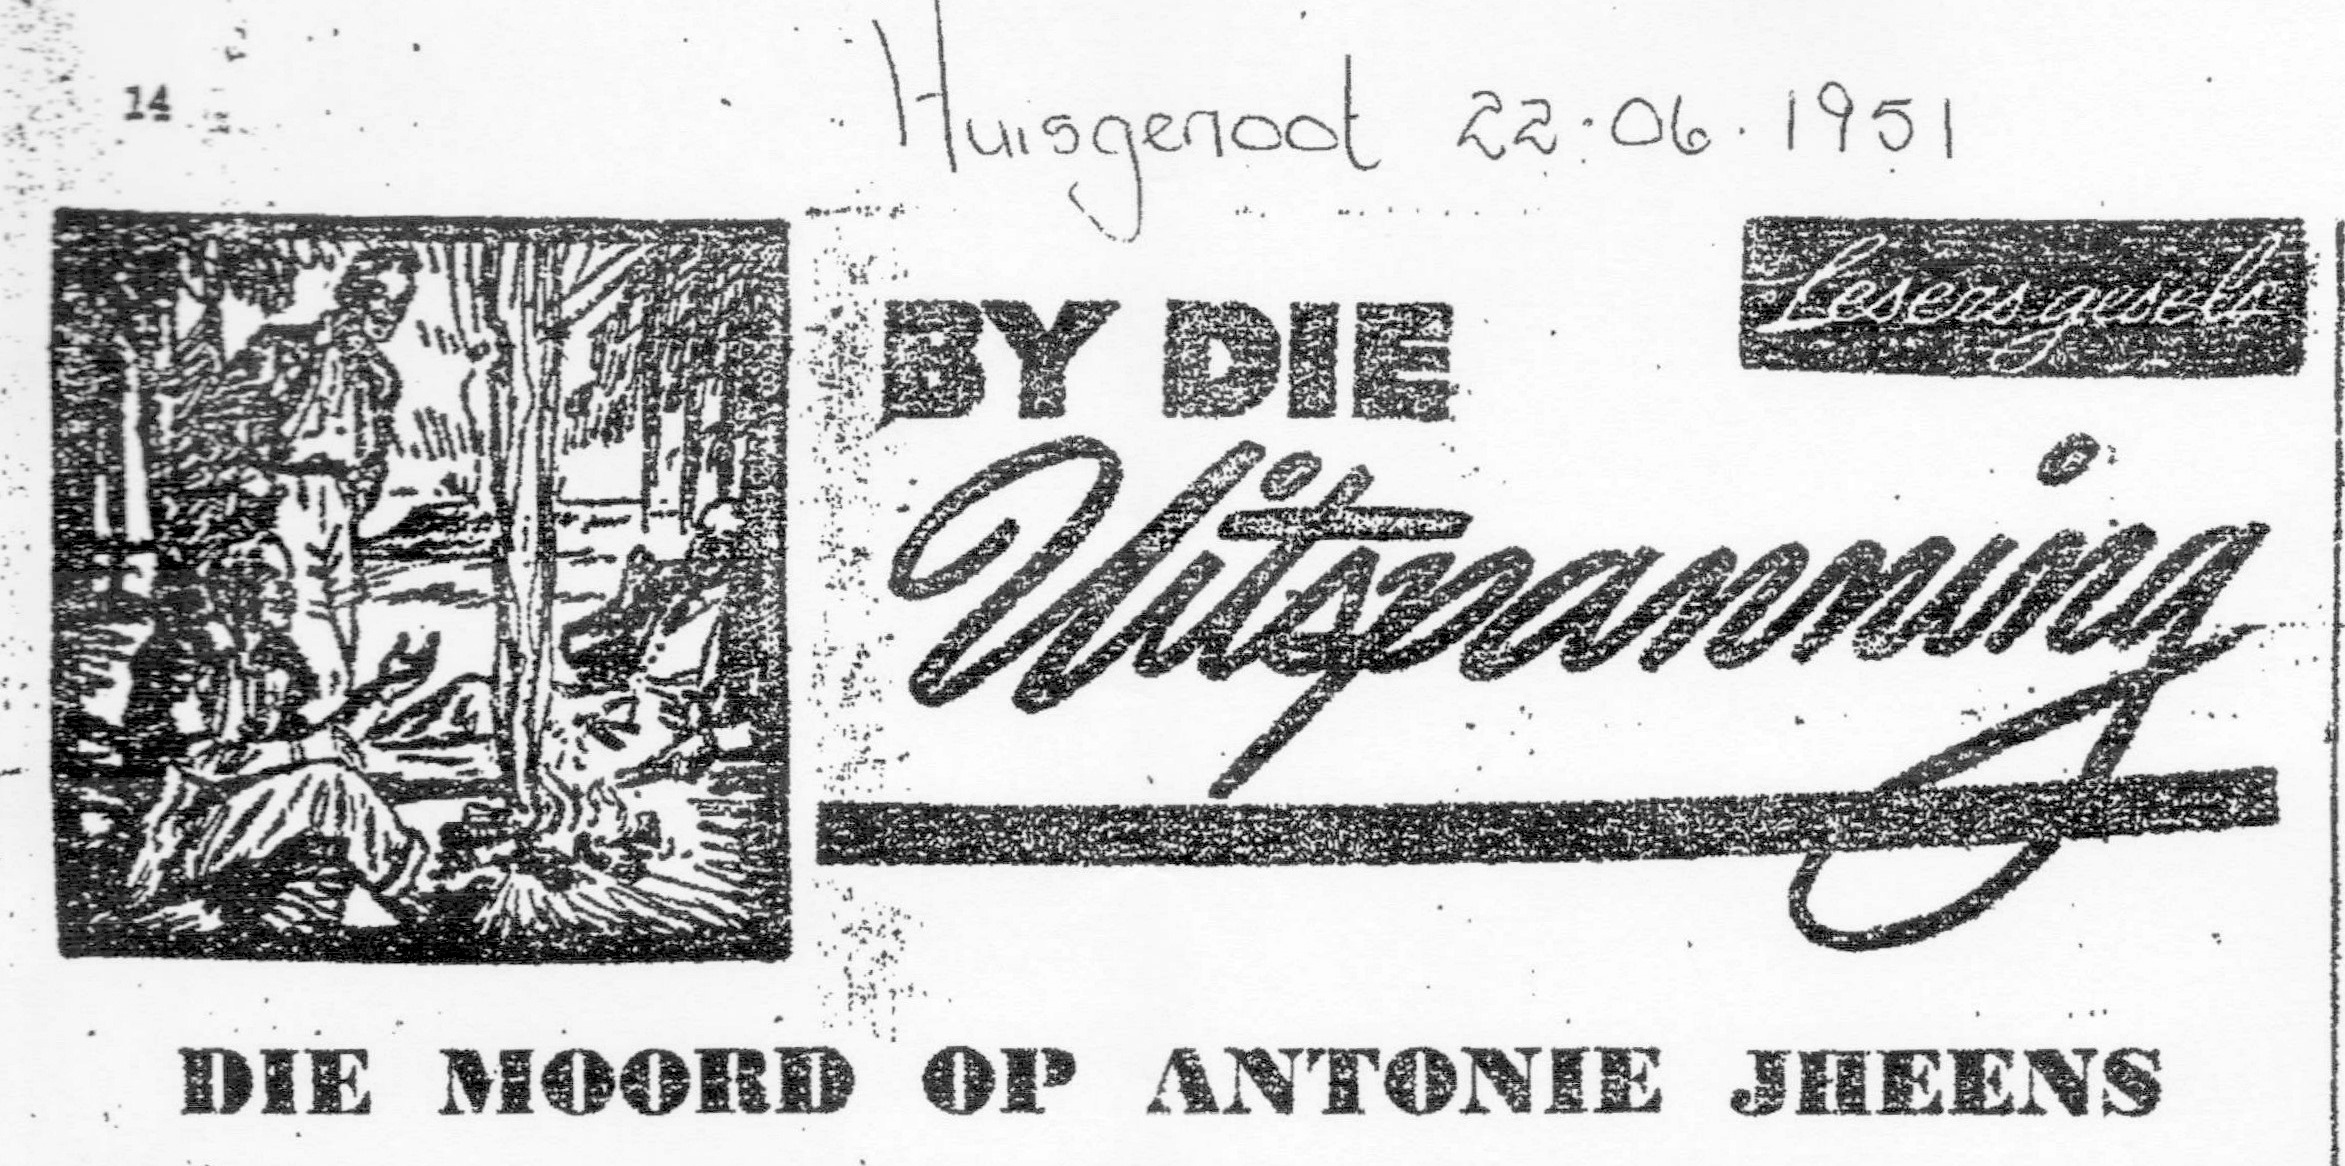 14
Huisgenoot 22.06.1951
Lesers gesels
BY DIE
Uitspanning
DIE MOORD OP ANTONIE JHEENS